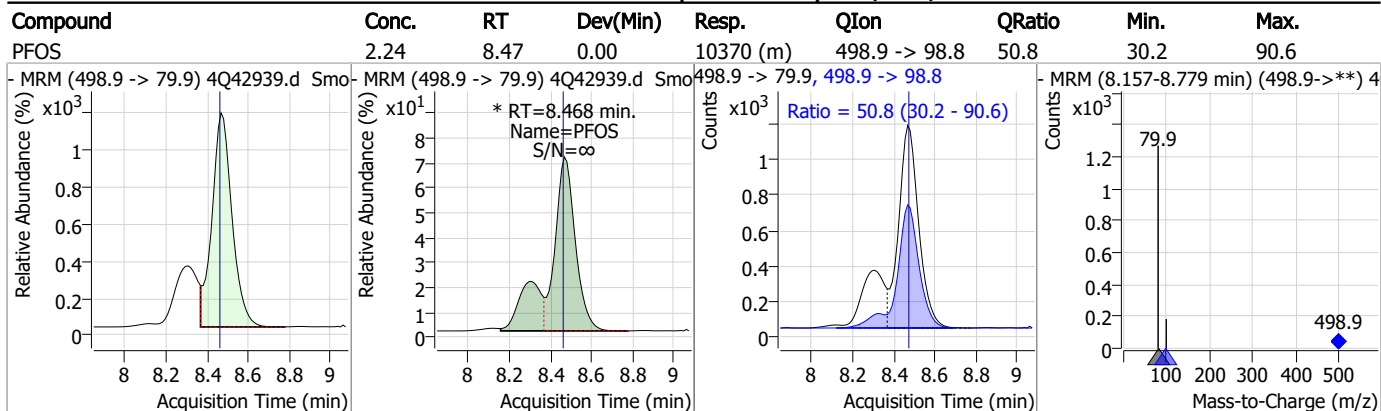 Compound Conc. RT Dev(Min) Resp. QIon QRatio Min. Max.
PFOS 2.24 8.47 0.00 10370 (m) 498.9 -> 98.8 50.8 30.2 90.6
- MRM (498.9 -> 79.9) 4Q42939.d Smo
Relative Abundance (%)
x10³
1
0.8
0.6
0.4
0.2
0
8 8.2 8.4 8.6 8.8 9
Acquisition Time (min)
- MRM (498.9 -> 79.9) 4Q42939.d Smo
Relative Abundance (%)
x10¹
* RT=8.468 min.
Name=PFOS
S/N=∞
8
7
6
5
4
3
2
1
0
8 8.2 8.4 8.6 8.8 9
Acquisition Time (min)
498.9 -> 79.9, 498.9 -> 98.8
Counts
x10³
Ratio = 50.8 (30.2 - 90.6)
1
0.8
0.6
0.4
0.2
0
8 8.2 8.4 8.6 8.8 9
Acquisition Time (min)
- MRM (8.157-8.779 min) (498.9->**) 4
Counts
x10³
79.9
1.2
1
0.8
0.6
0.4
0.2
0
498.9
100 200 300 400 500
Mass-to-Charge (m/z)